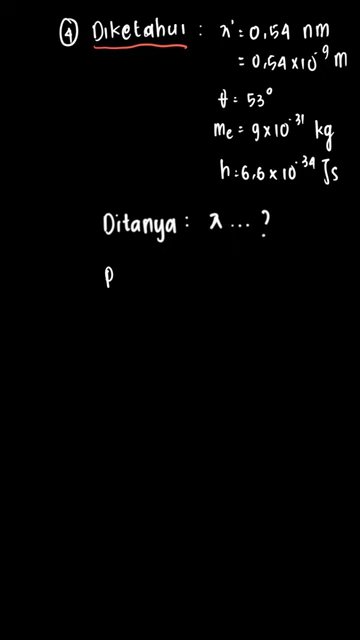 ④ Diketahui : λ' = 0,54 nm
= 0,54 x 10⁻⁹ m
θ = 53°
me = 9 x 10⁻³¹ kg
h = 6,6 x 10⁻³⁴ Js
Ditanya : λ ... ?
P